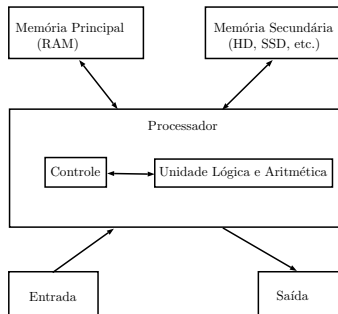 Memória Principal
(RAM)
Memória Secundária
(HD, SSD, etc.)
Processador
Controle
Unidade Lógica e Aritmética
Entrada
Saída